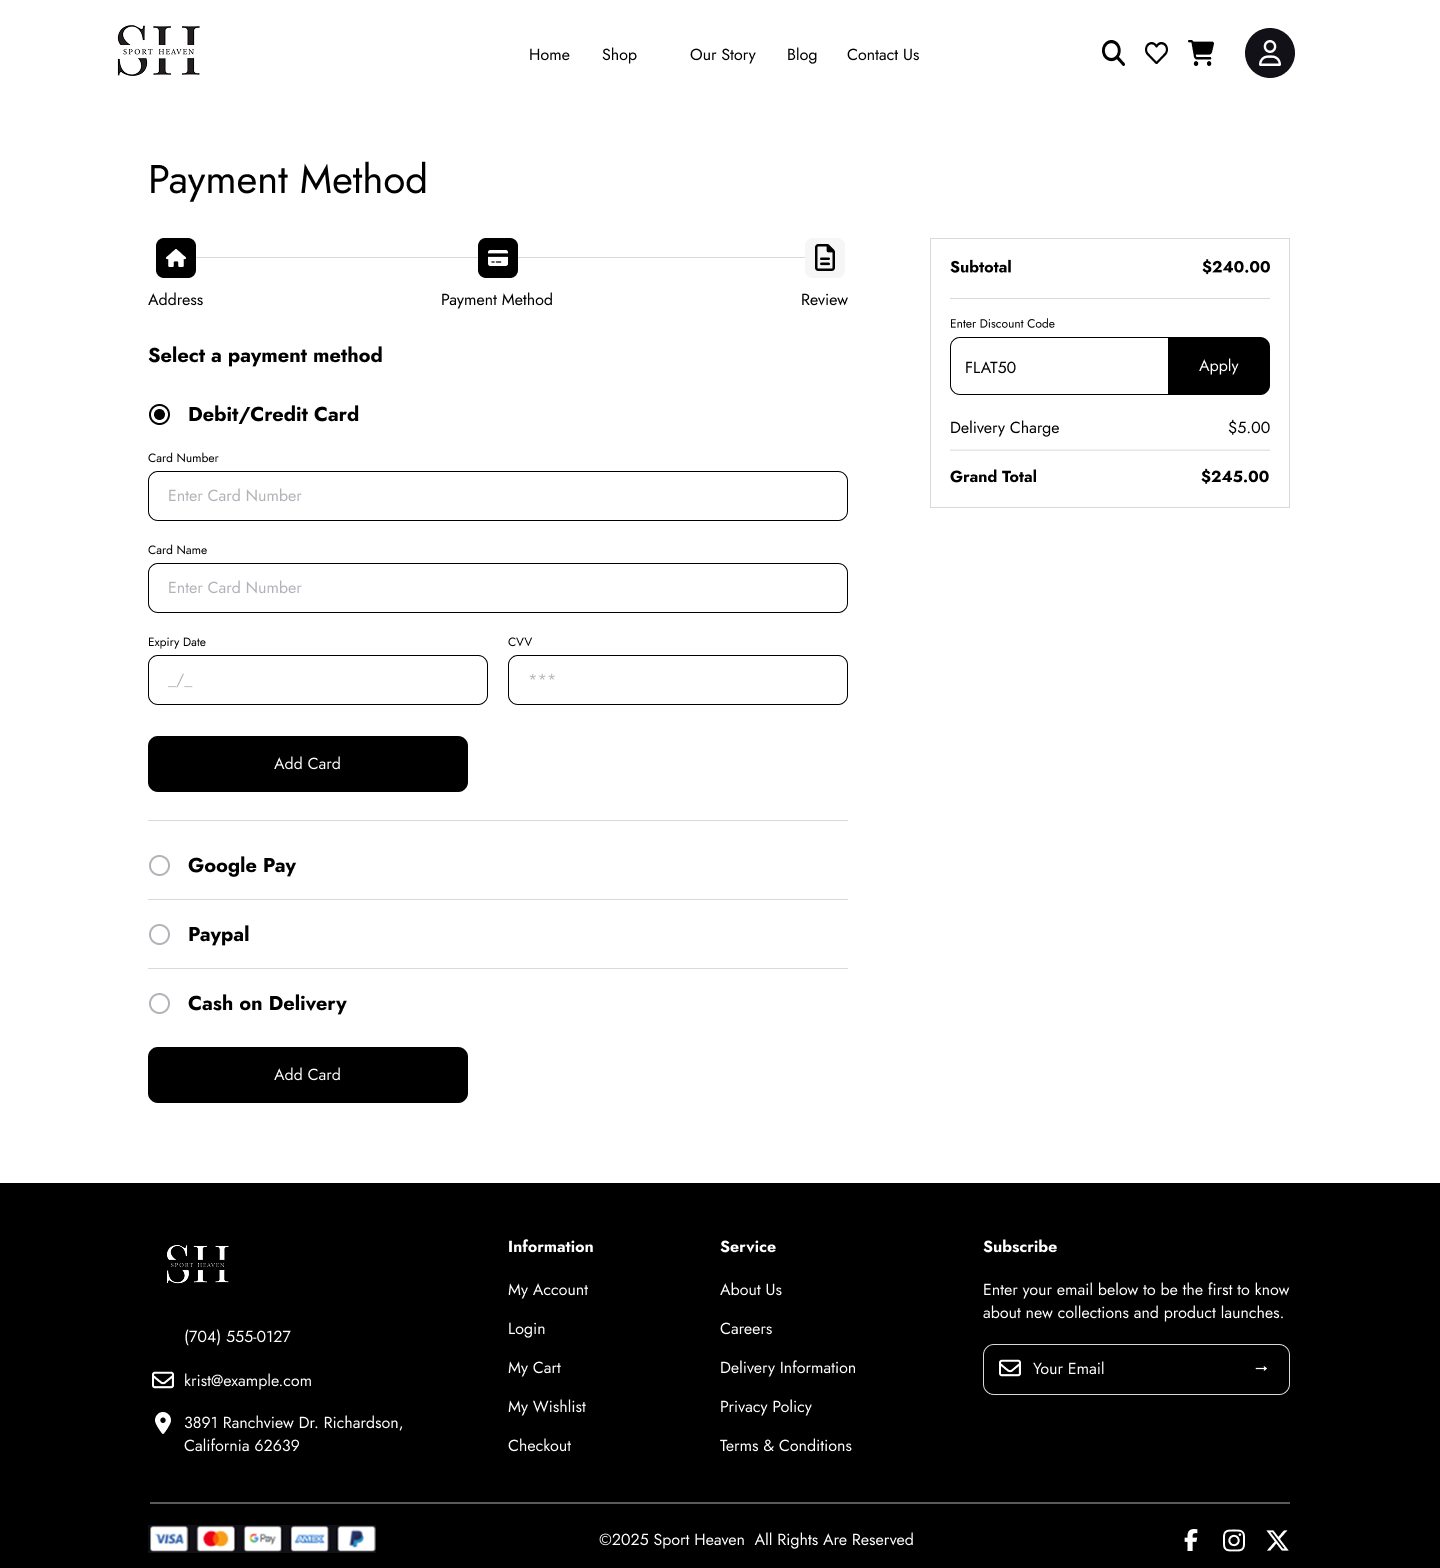 SH
SPORT HEAVEN
Home Shop Our Story Blog Contact Us
Payment Method
Address Payment Method Review
Select a payment method
Debit/Credit Card
Card Number
Enter Card Number
Card Name
Enter Card Number
Expiry Date CVV
_/_ ***
Add Card
Google Pay
Paypal
Cash on Delivery
Add Card
Subtotal $240.00
Enter Discount Code
FLAT50 Apply
Delivery Charge $5.00
Grand Total $245.00
SH
SPORT HEAVEN
(704) 555-0127
krist@example.com
3891 Ranchview Dr. Richardson,
California 62639
Information
My Account
Login
My Cart
My Wishlist
Checkout
Service
About Us
Careers
Delivery Information
Privacy Policy
Terms & Conditions
Subscribe
Enter your email below to be the first to know
about new collections and product launches.
Your Email →
VISA G Pay AMEX
©2025 Sport Heaven All Rights Are Reserved